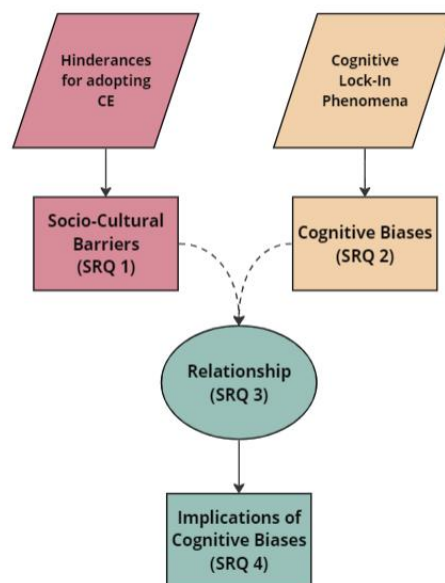 Hinderances
for adopting
CE
Cognitive
Lock-In
Phenomena
Socio-Cultural
Barriers
(SRQ 1)
Cognitive Biases
(SRQ 2)
Relationship
(SRQ 3)
Implications of
Cognitive Biases
(SRQ 4)